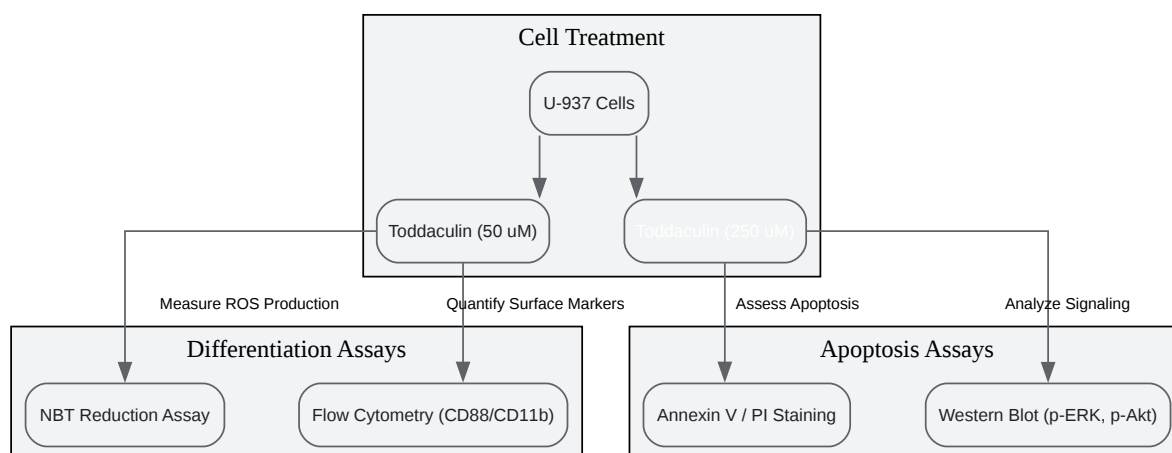 Cell Treatment
U-937 Cells
Toddaculin (50 uM)
Toddaculin (250 uM)
Measure ROS Production
Quantify Surface Markers
Assess Apoptosis
Analyze Signaling
Differentiation Assays
Apoptosis Assays
NBT Reduction Assay
Flow Cytometry (CD88/CD11b)
Annexin V / PI Staining
Western Blot (p-ERK, p-Akt)